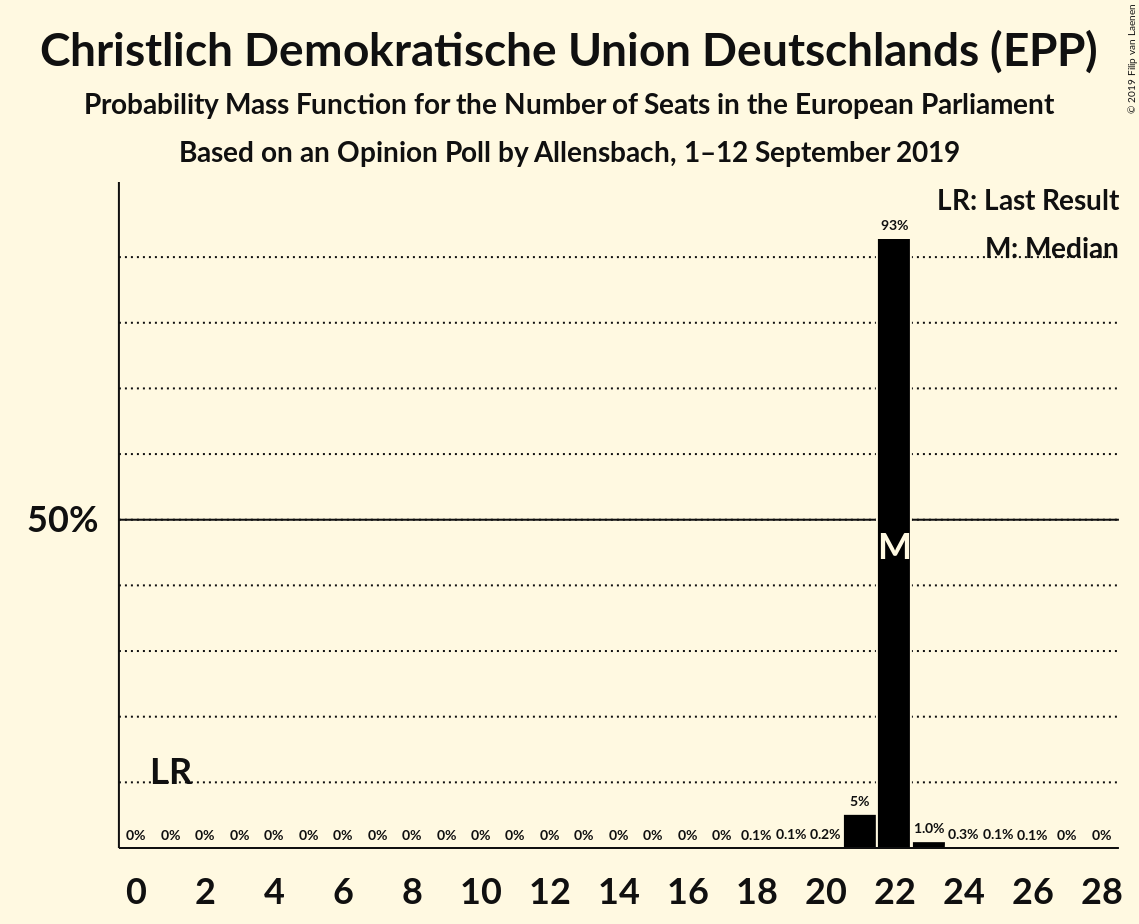 Christlich Demokratische Union Deutschlands (EPP)
Probability Mass Function for the Number of Seats in the European Parliament
Based on an Opinion Poll by Allensbach, 1–12 September 2019
© 2019 Filip van Laenen
LR: Last Result
M: Median
93%
50%
M
LR
5%
0% 0% 0% 0% 0% 0% 0% 0% 0% 0% 0% 0% 0% 0% 0% 0% 0% 0% 0.1% 0.1% 0.2% 1.0% 0.3% 0.1% 0.1% 0% 0%
0 2 4 6 8 10 12 14 16 18 20 22 24 26 28